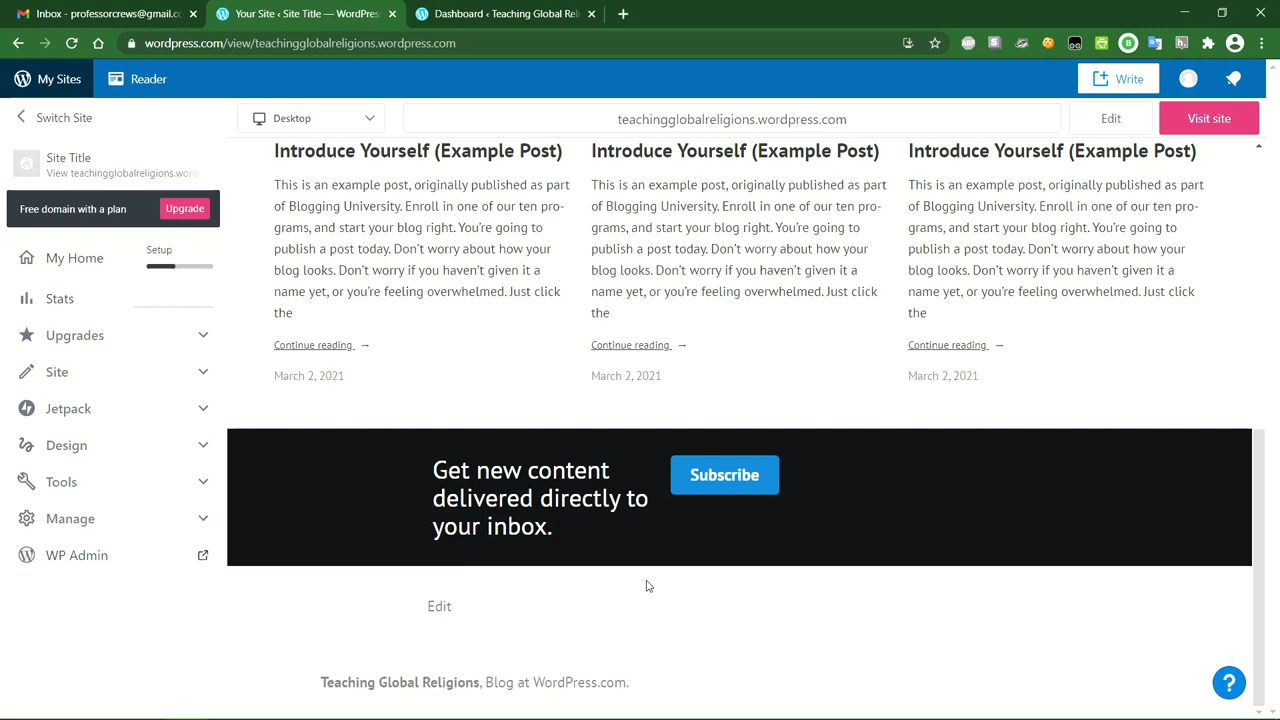 Inbox - professorcrews@gmail.co
Your Site ‹ Site Title — WordPres
Dashboard ‹ Teaching Global Reli
wordpress.com/view/teachingglobalreligions.wordpress.com
My Sites
Reader
Write
Switch Site
Desktop
teachingglobalreligions.wordpress.com
Edit
Visit site
Site Title
View teachingglobalreligions.word
Free domain with a plan
Upgrade
My Home
Setup
Stats
Upgrades
Site
Jetpack
Design
Tools
Manage
WP Admin
Introduce Yourself (Example Post)
This is an example post, originally published as part
of Blogging University. Enroll in one of our ten pro-
grams, and start your blog right. You’re going to
publish a post today. Don’t worry about how your
blog looks. Don’t worry if you haven’t given it a
name yet, or you’re feeling overwhelmed. Just click
the
Continue reading →
March 2, 2021
Introduce Yourself (Example Post)
This is an example post, originally published as part
of Blogging University. Enroll in one of our ten pro-
grams, and start your blog right. You’re going to
publish a post today. Don’t worry about how your
blog looks. Don’t worry if you haven’t given it a
name yet, or you’re feeling overwhelmed. Just click
the
Continue reading →
March 2, 2021
Introduce Yourself (Example Post)
This is an example post, originally published as part
of Blogging University. Enroll in one of our ten pro-
grams, and start your blog right. You’re going to
publish a post today. Don’t worry about how your
blog looks. Don’t worry if you haven’t given it a
name yet, or you’re feeling overwhelmed. Just click
the
Continue reading →
March 2, 2021
Get new content
delivered directly to
your inbox.
Subscribe
Edit
Teaching Global Religions, Blog at WordPress.com.
?